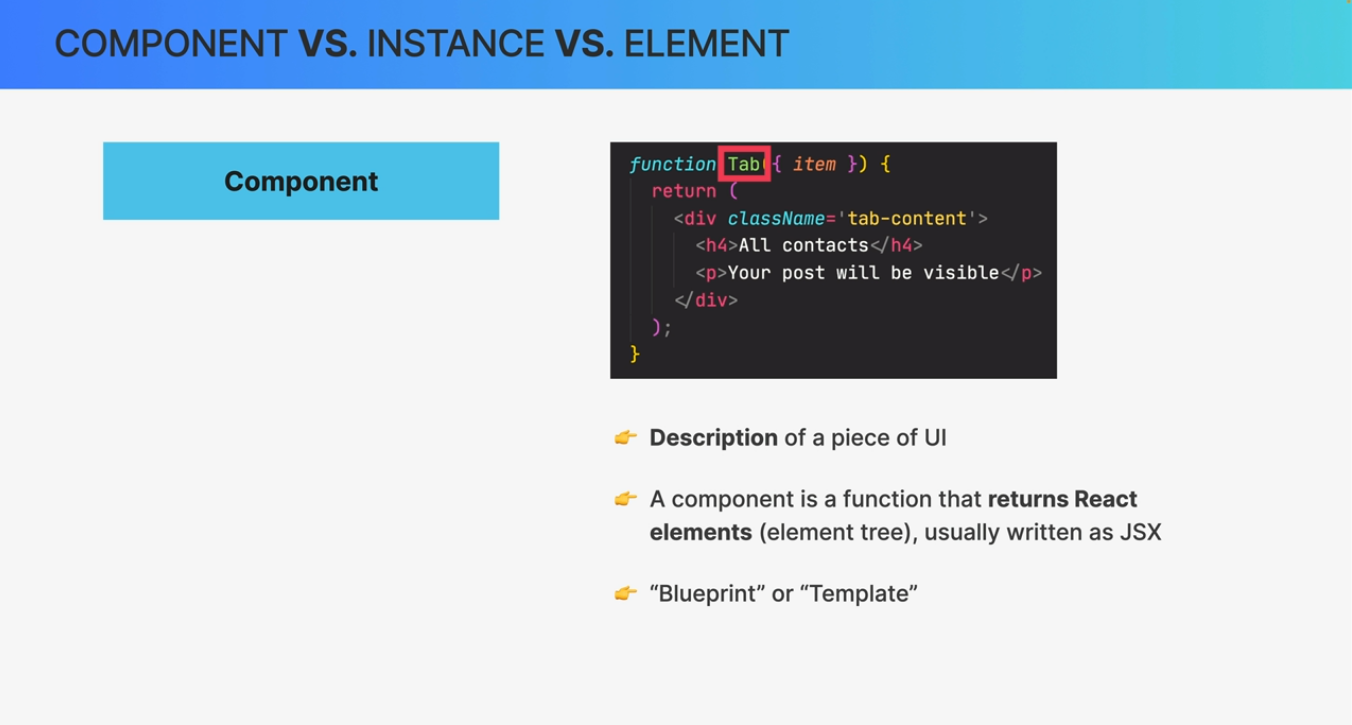 COMPONENT VS. INSTANCE VS. ELEMENT
Component
function Tab({ item }) {
return (
<div className='tab-content'>
<h4>All contacts</h4>
<p>Your post will be visible</p>
</div>
);
}
👉 Description of a piece of UI
👉 A component is a function that returns React
elements (element tree), usually written as JSX
👉 “Blueprint” or “Template”